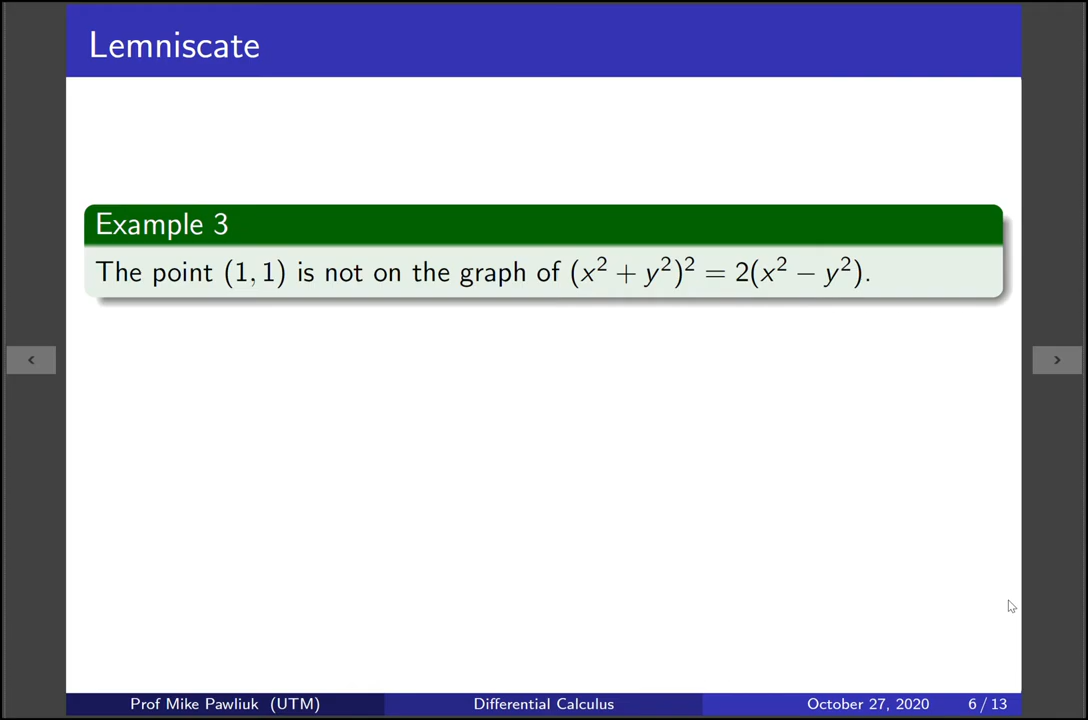 Lemniscate
Example 3
The point (1, 1) is not on the graph of (x² + y²)² = 2(x² − y²).
Prof Mike Pawliuk (UTM) Differential Calculus October 27, 2020 6 / 13